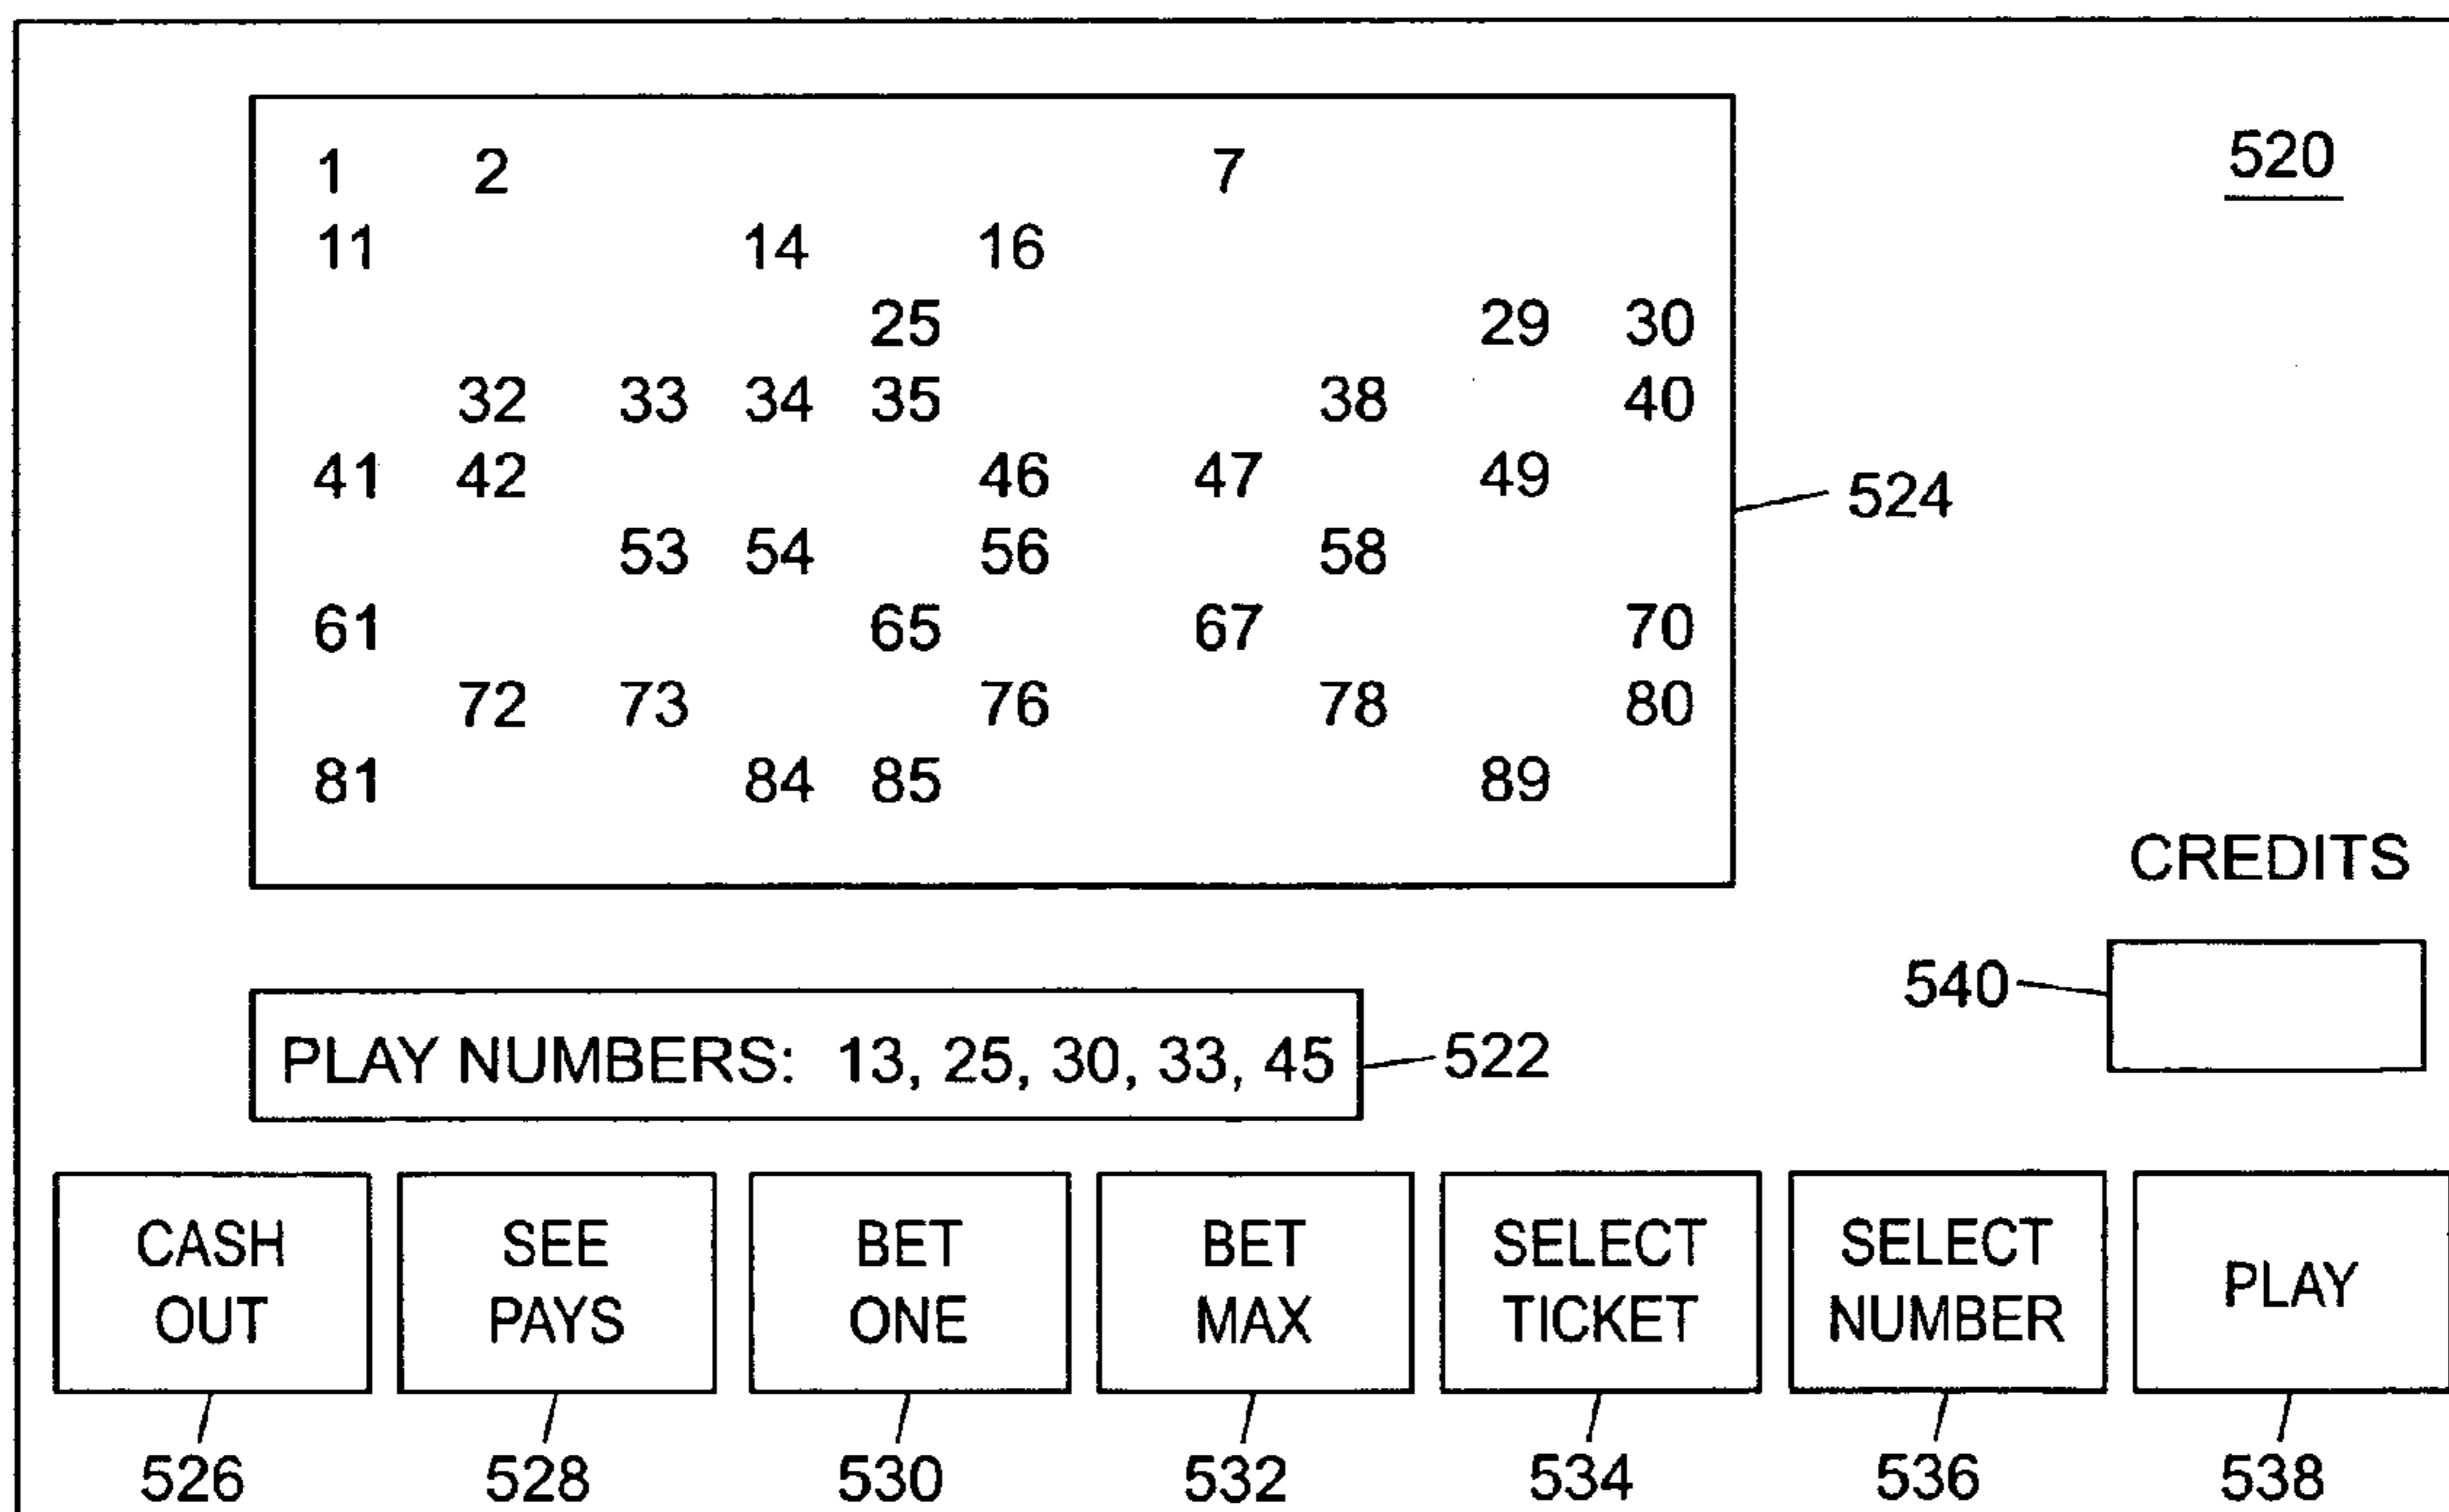 1 2 7
520
11 14 16
25 29 30
32 33 34 35 38 40
41 42 46 47 49
524
53 54 56 58
61 65 67 70
72 73 76 78 80
81 84 85 89
CREDITS
540
PLAY NUMBERS: 13, 25, 30, 33, 45
522
CASH
OUT
SEE
PAYS
BET
ONE
BET
MAX
SELECT
TICKET
SELECT
NUMBER
PLAY
526 528 530 532 534 536 538